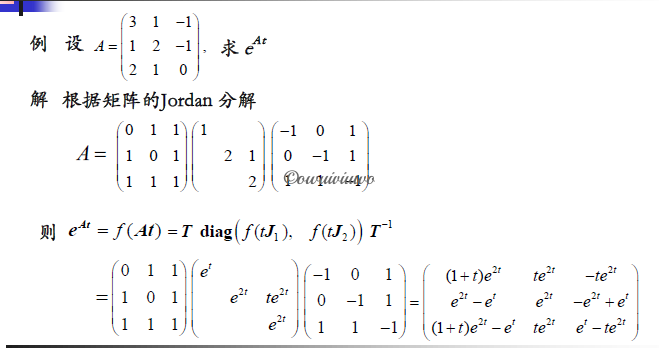 例 设 A = \begin{pmatrix} 3 & 1 & -1 \\ 1 & 2 & -1 \\ 2 & 1 & 0 \end{pmatrix}, 求 e^{At}
解 根据矩阵的Jordan 分解
A = \begin{pmatrix} 0 & 1 & 1 \\ 1 & 0 & 1 \\ 1 & 1 & 1 \end{pmatrix} \begin{pmatrix} 1 & & \\ & 2 & 1 \\ & & 2 \end{pmatrix} \begin{pmatrix} -1 & 0 & 1 \\ 0 & -1 & 1 \\ 1 & 1 & -1 \end{pmatrix}
则 e^{At} = f(At) = T diag(f(tJ_1), f(tJ_2)) T^{-1}
= \begin{pmatrix} 0 & 1 & 1 \\ 1 & 0 & 1 \\ 1 & 1 & 1 \end{pmatrix} \begin{pmatrix} e^t & & \\ & e^{2t} & te^{2t} \\ & & e^{2t} \end{pmatrix} \begin{pmatrix} -1 & 0 & 1 \\ 0 & -1 & 1 \\ 1 & 1 & -1 \end{pmatrix} = \begin{pmatrix} (1+t)e^{2t} & te^{2t} & -te^{2t} \\ e^{2t}-e^t & e^{2t} & -e^{2t}+e^t \\ (1+t)e^{2t}-e^t & te^{2t} & e^t-te^{2t} \end{pmatrix}